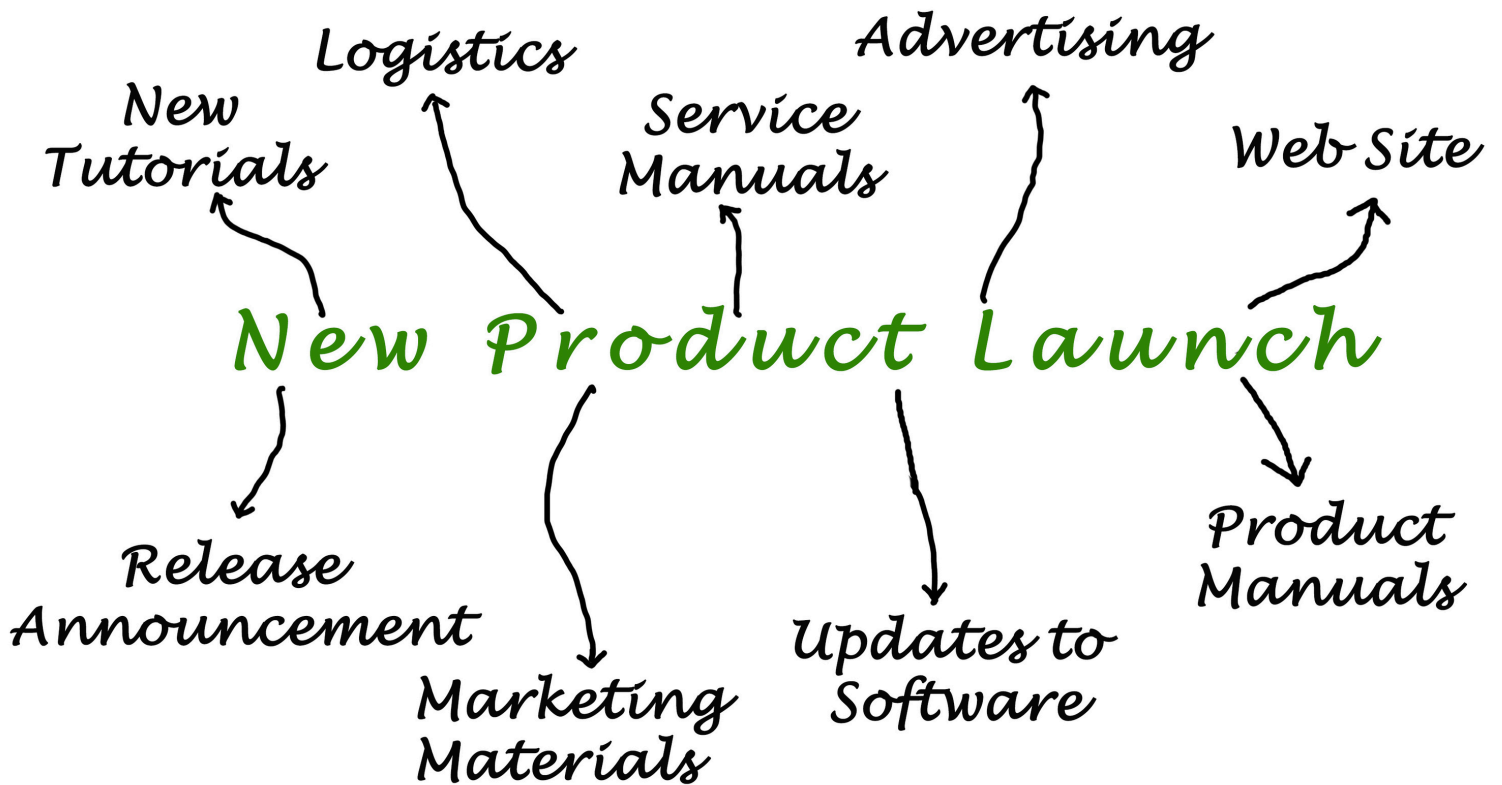 Logistics
Advertising
New
Tutorials
Service
Manuals
Web Site
New Product Launch
Release
Announcement
Marketing
Materials
Updates to
Software
Product
Manuals